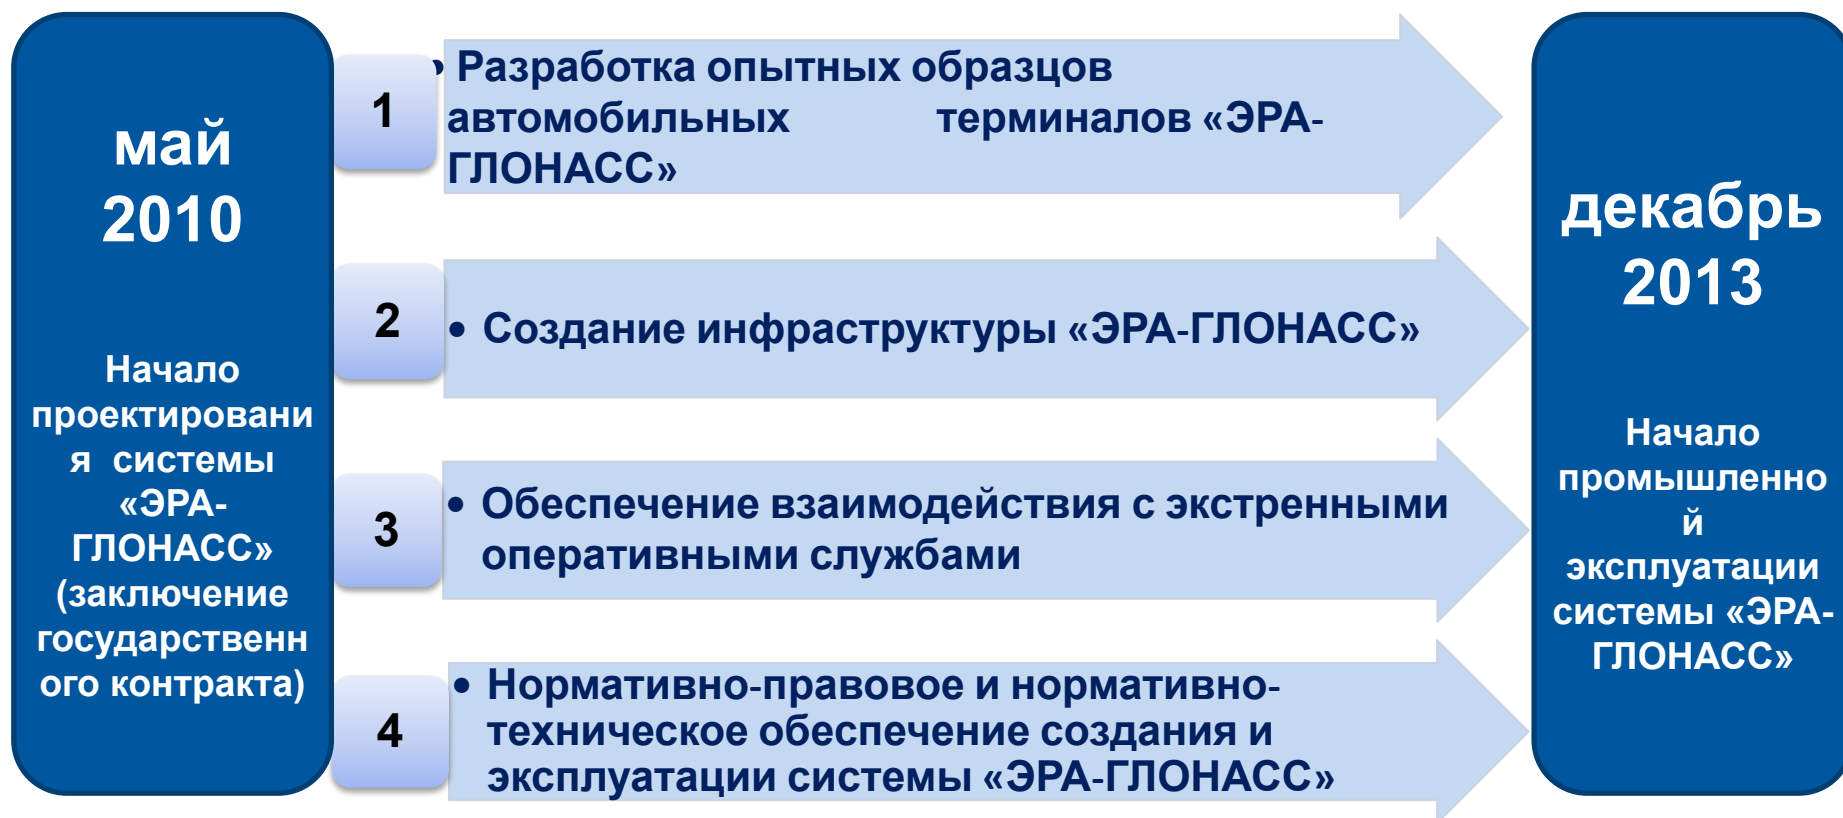 май
2010
Начало
проектировани
я системы
«ЭРА-
ГЛОНАСС»
(заключение
государственн
ого контракта)
1
• Разработка опытных образцов
автомобильных терминалов «ЭРА-
ГЛОНАСС»
2
• Создание инфраструктуры «ЭРА-ГЛОНАСС»
3
• Обеспечение взаимодействия с экстренными
оперативными службами
4
• Нормативно-правовое и нормативно-
техническое обеспечение создания и
эксплуатации системы «ЭРА-ГЛОНАСС»
декабрь
2013
Начало
промышленно
й
эксплуатации
системы «ЭРА-
ГЛОНАСС»